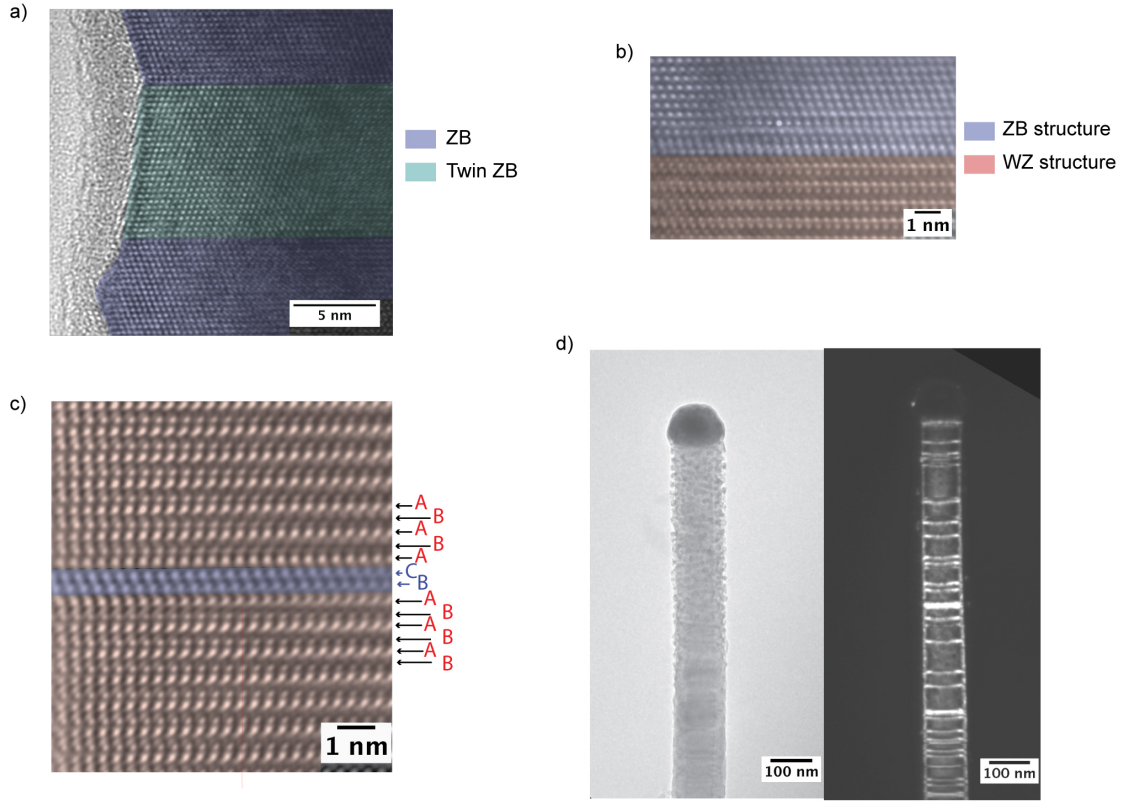 a)
ZB
Twin ZB
5 nm
b)
ZB structure
WZ structure
1 nm
c)
A
B
A
B
A
C
B
A
B
A
B
A
B
1 nm
d)
100 nm
100 nm